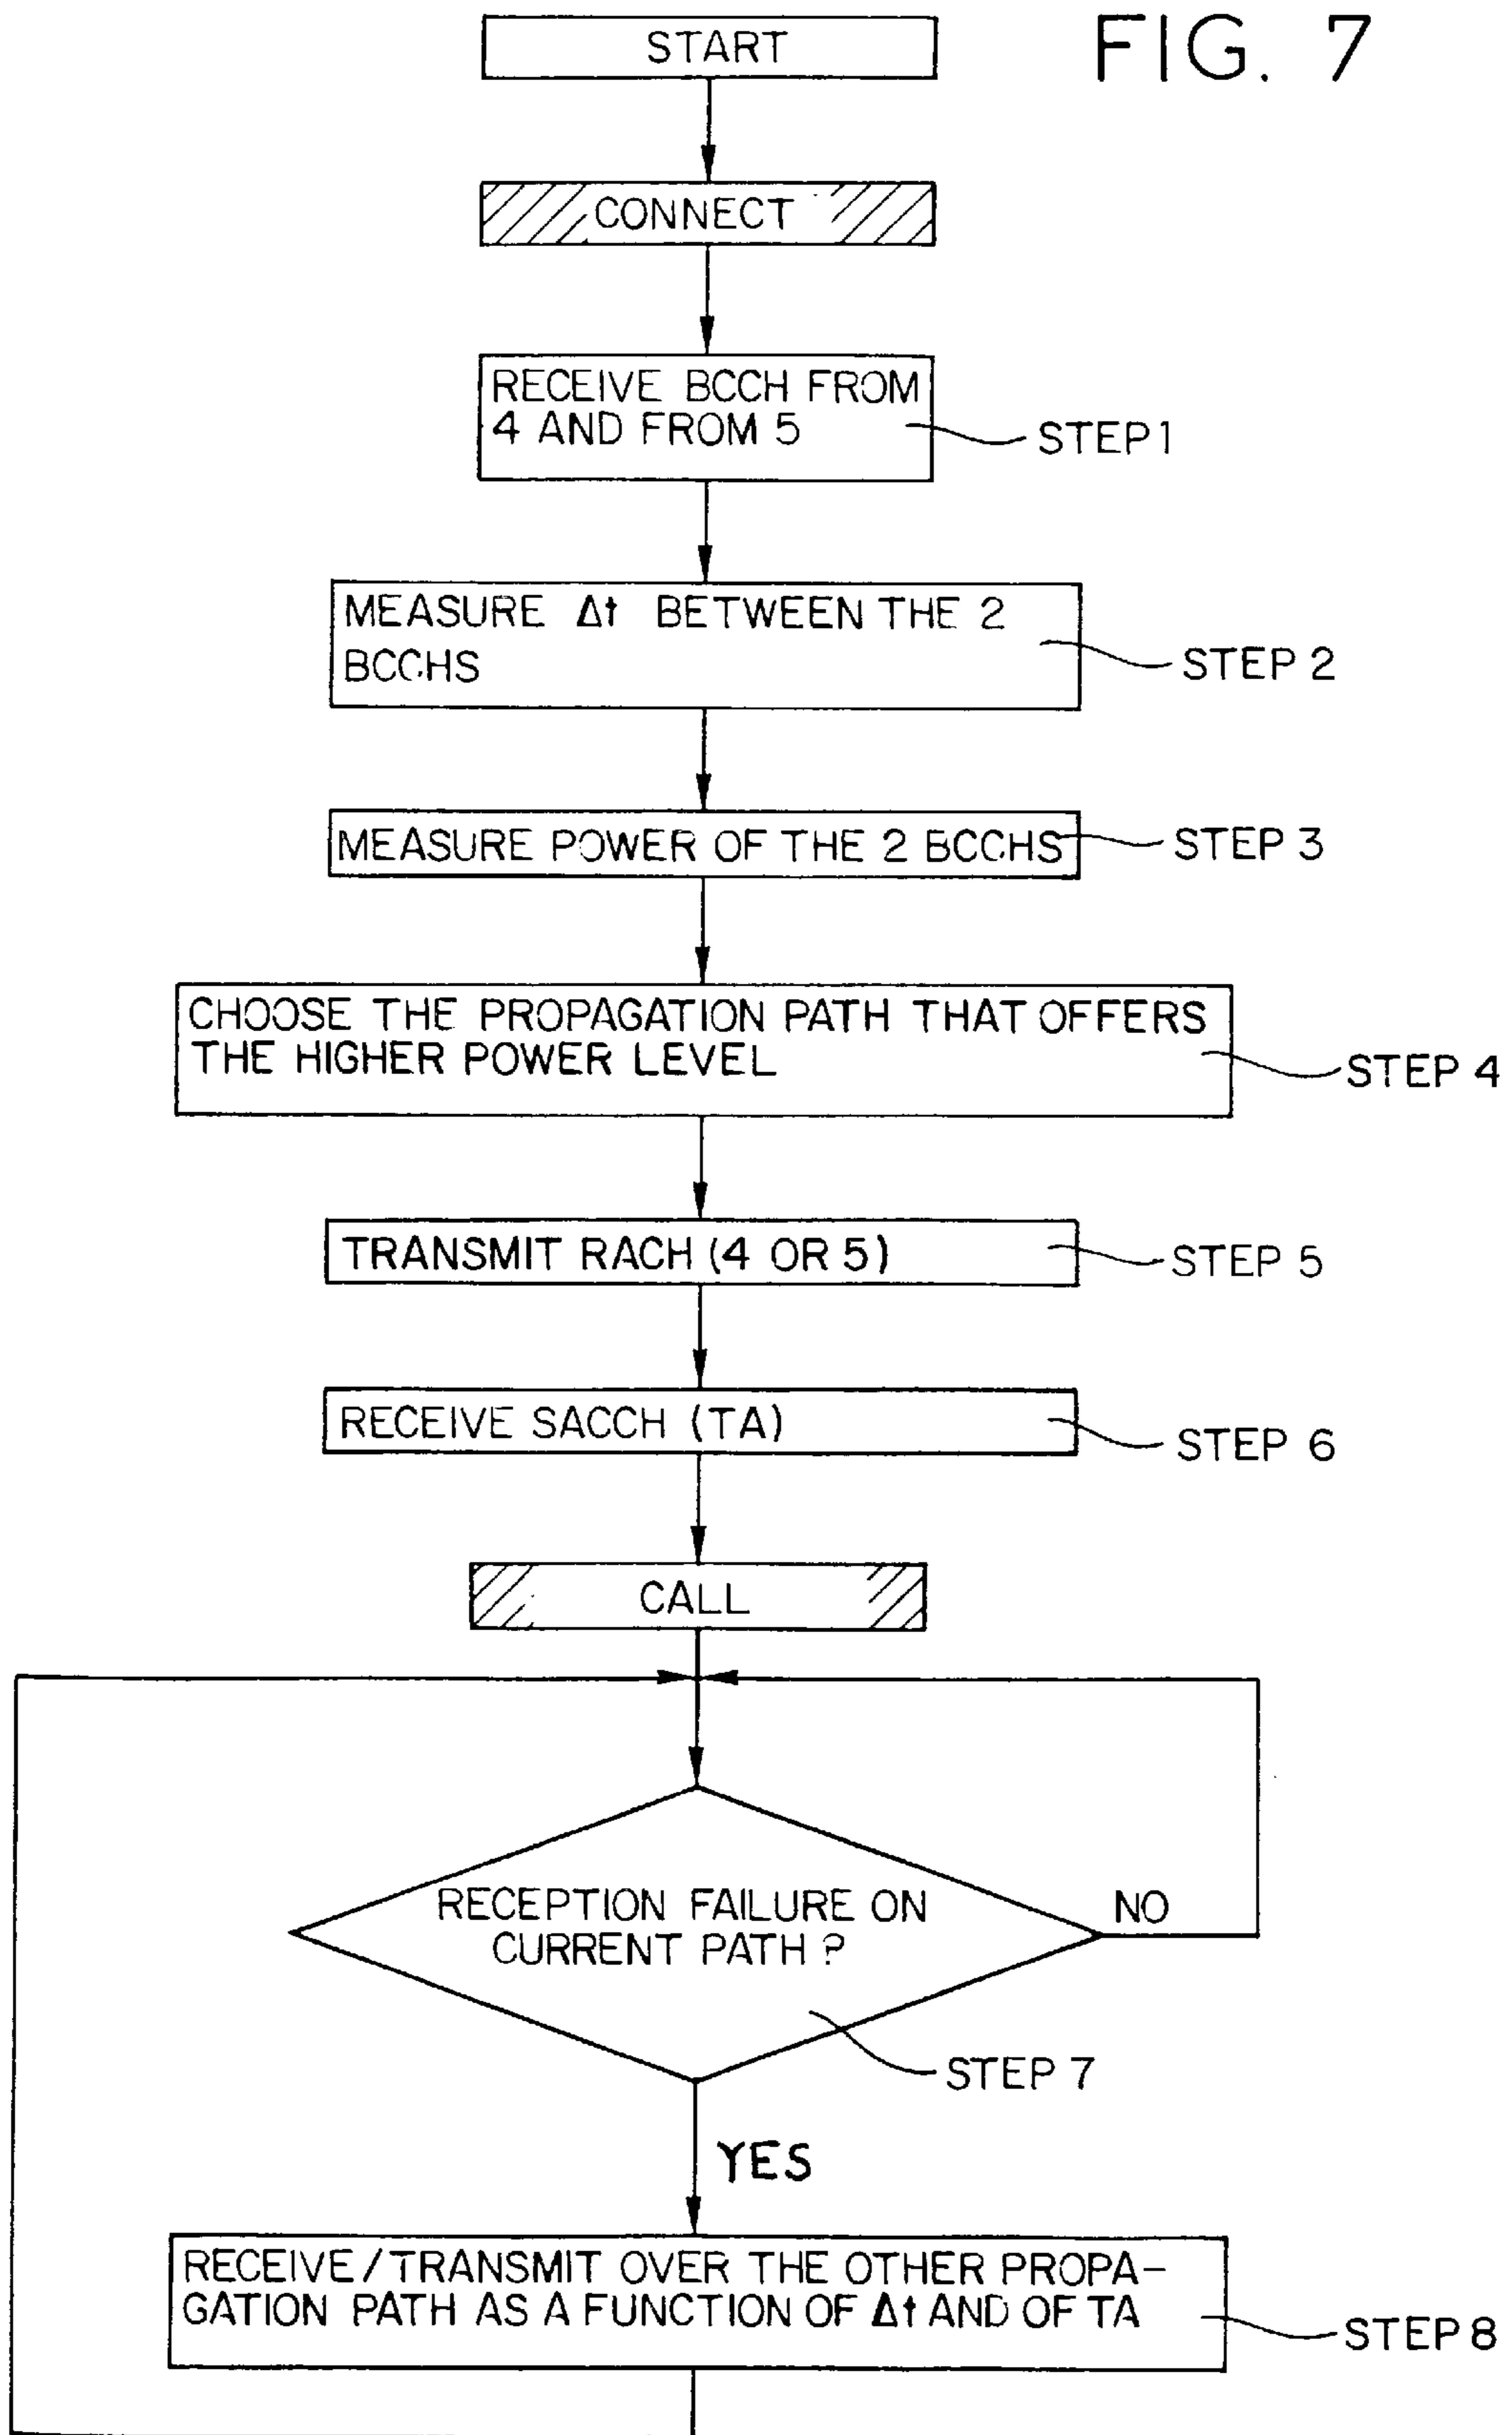 START
FIG. 7
CONNECT
RECEIVE BCCH FROM
4 AND FROM 5
STEP 1
MEASURE Δt BETWEEN THE 2
BCCHS
STEP 2
MEASURE POWER OF THE 2 BCCHS
STEP 3
CHOOSE THE PROPAGATION PATH THAT OFFERS
THE HIGHER POWER LEVEL
STEP 4
TRANSMIT RACH (4 OR 5)
STEP 5
RECEIVE SACCH (TA)
STEP 6
CALL
RECEPTION FAILURE ON
CURRENT PATH ?
NO
STEP 7
YES
RECEIVE/TRANSMIT OVER THE OTHER PROPA-
GATION PATH AS A FUNCTION OF Δt AND OF TA
STEP 8